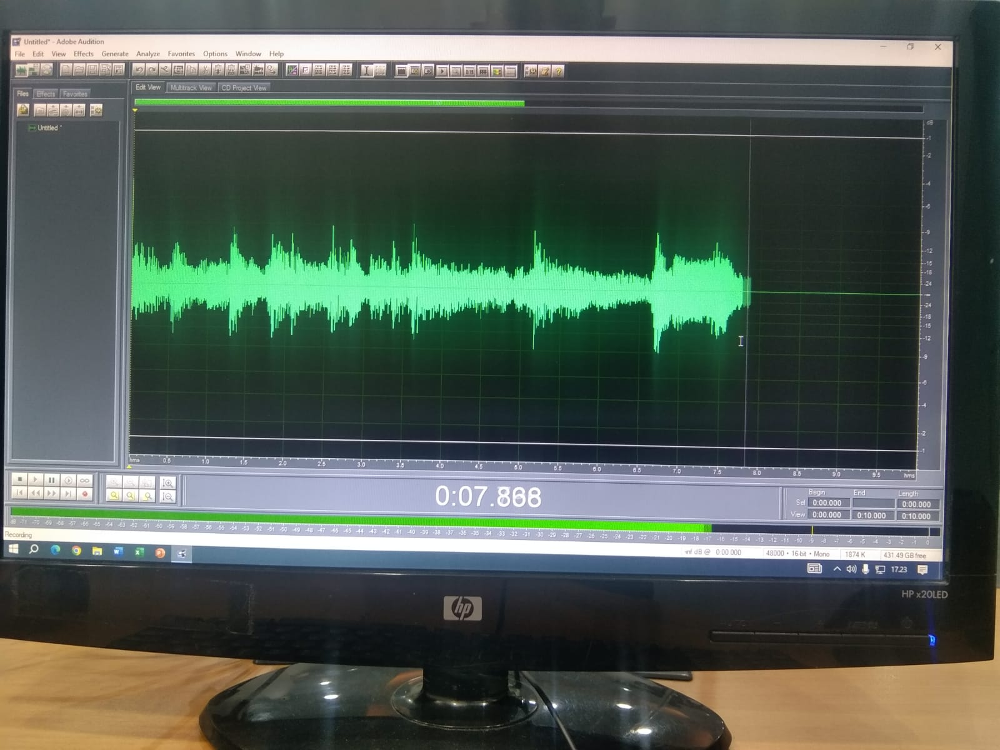 Untitled* - Adobe Audition
File Edit View Effects Generate Analyze Favorites Options Window Help
Files Effects Favorites
Edit View Multitrack View CD Project View
Untitled *
dB
-1
-2
-4
-6
-9
-12
-15
-18
-24
-∞
-24
-18
-15
-12
-9
-6
-4
-2
-1
hms 0.5 1.0 1.5 2.0 2.5 3.0 3.5 4.0 4.5 5.0 5.5 6.0 6.5 7.0 7.5 8.0 8.5 9.0 9.5 hms
Begin End Length
Sel 0:00.000 0:00.000
View 0:00.000 0:10.000 0:10.000
dB -71 -70 -69 -68 -67 -66 -65 -64 -63 -62 -61 -60 -59 -58 -57 -56 -55 -54 -53 -52 -51 -50 -49 -48 -47 -46 -45 -44 -43 -42 -41 -40 -39 -38 -37 -36 -35 -34 -33 -32 -31 -30 -29 -28 -27 -26 -25 -24 -23 -22 -21 -20 -19 -18 -17 -16 -15 -14 -13 -12 -11 -10 -9 -8 -7 -6 -5 -4 -3 -2 -1 0
Recording
-inf dB @ 0:00.000 48000 • 16-bit • Mono 1874 K 431.49 GB free
17.23
HP x20LED
hp